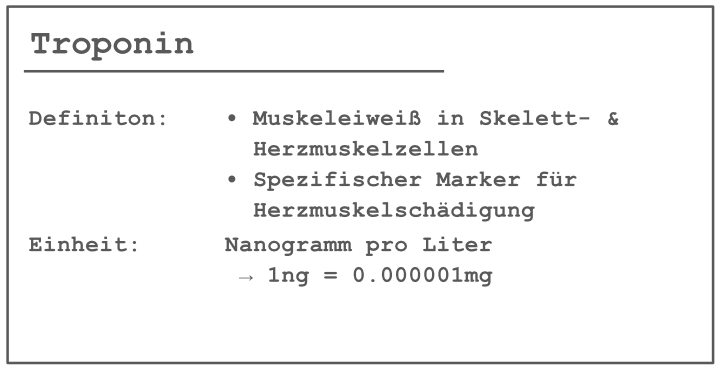 Troponin
Definiton: • Muskeleiweiß in Skelett- &
Herzmuskelzellen
• Spezifischer Marker für
Herzmuskelschädigung
Einheit: Nanogramm pro Liter
→ 1ng = 0.000001mg